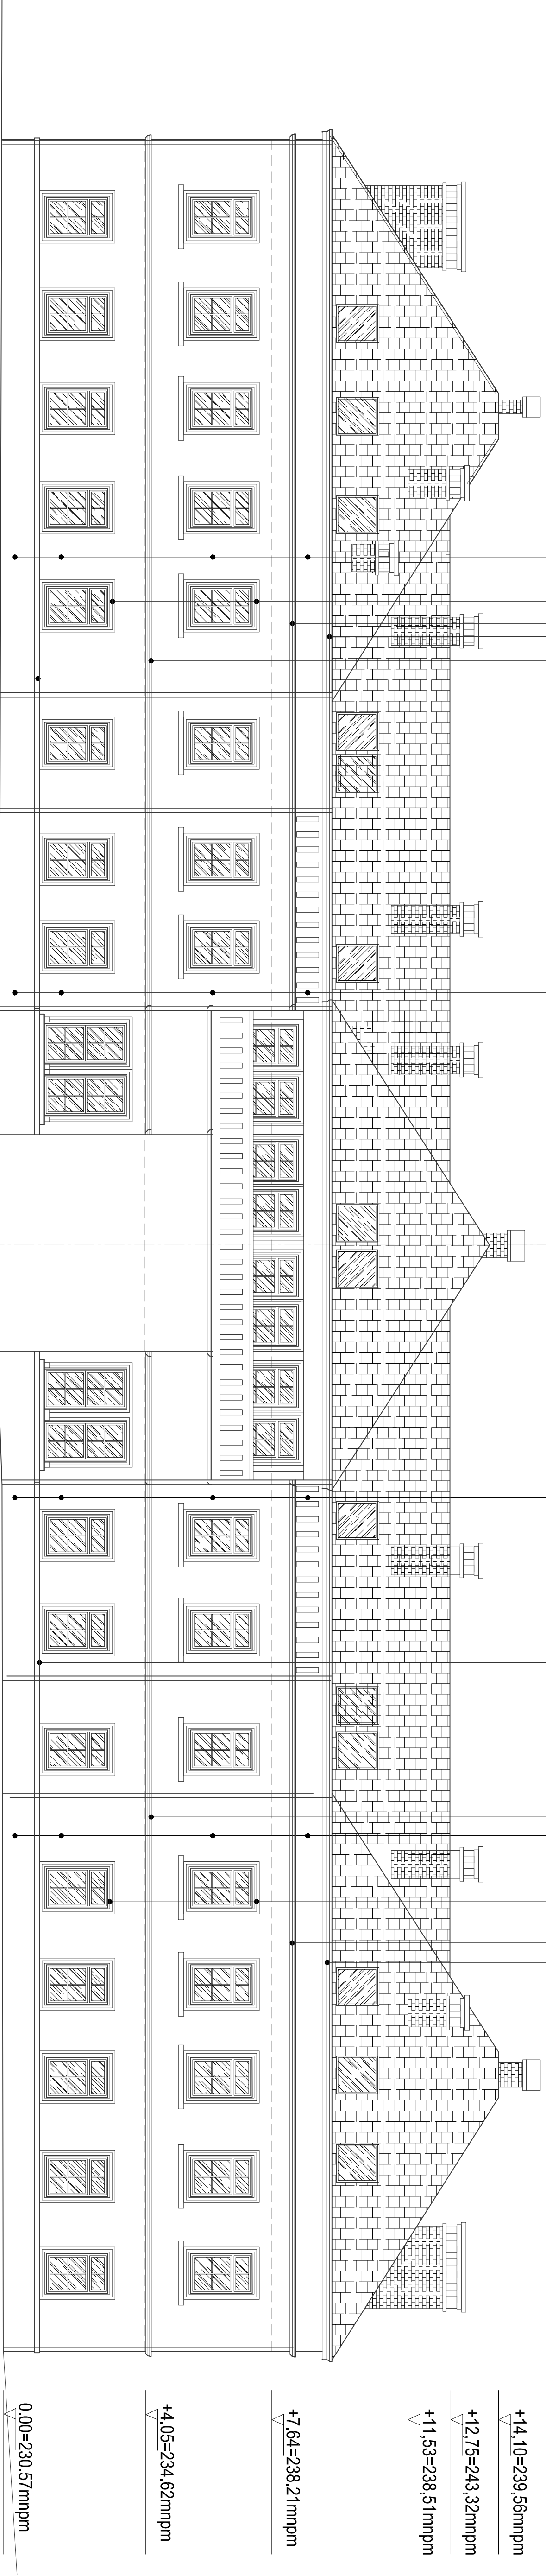 +14,10=239,56mnpm
+12,75=243,32mnpm
+11,53=238,51mnpm
+7,64=238.21mnpm
+4.05=234.62mnpm
0.00=230.57mnpm